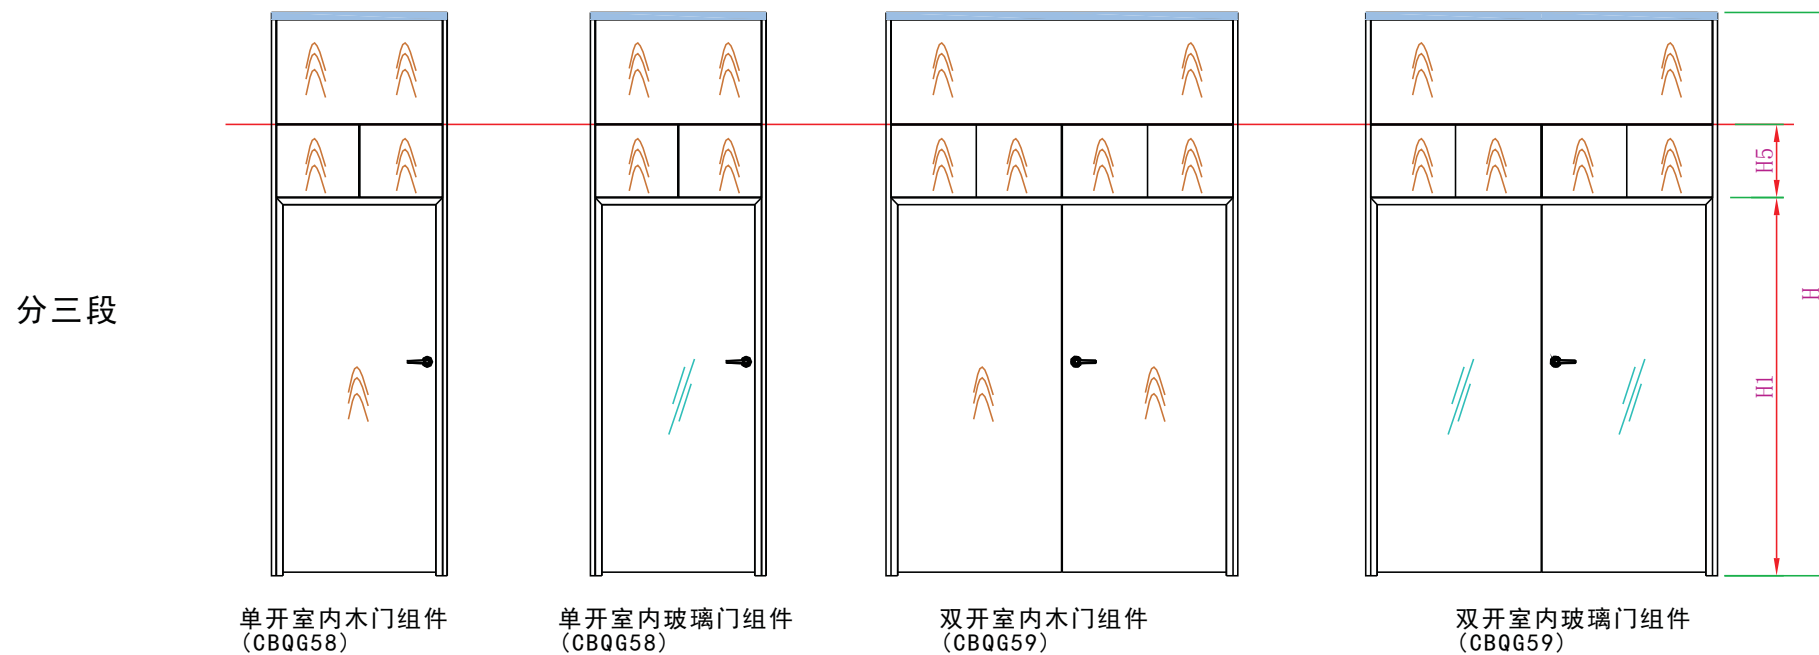 分三段
H5
H
H1
单开室内木门组件
(CBQG58)
单开室内玻璃门组件
(CBQG58)
双开室内木门组件
(CBQG59)
双开室内玻璃门组件
(CBQG59)